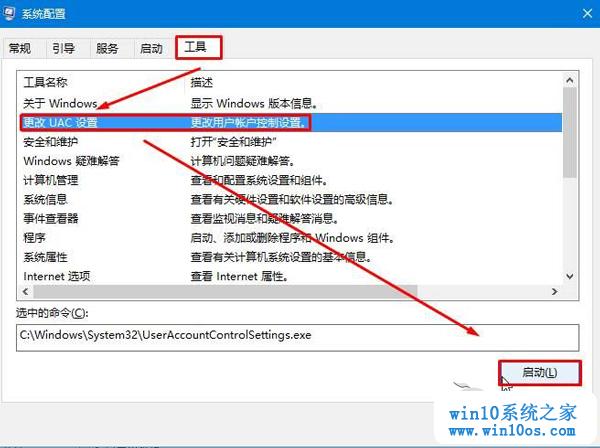 系统配置
常规 引导 服务 启动 工具
工具名称 描述
关于 Windows 显示 Windows 版本信息。
更改 UAC 设置 更改用户帐户控制设置。
安全和维护 打开“安全和维护”
Windows 疑难解答 计算机问题疑难解答。
计算机管理 查看和配置系统设置和组件。
系统信息 查看有关硬件设置和软件设置的高级信息。
事件查看器 查看监视消息和疑难解答消息。
程序 启动、添加或删除程序和 Windows 组件。
系统属性 查看有关计算机系统设置的基本信息。
Internet 选项 查看 Internet 属性。
选中的命令(C):
C:\Windows\System32\UserAccountControlSettings.exe
启动(L)
win10系统之家
www.win10os.com